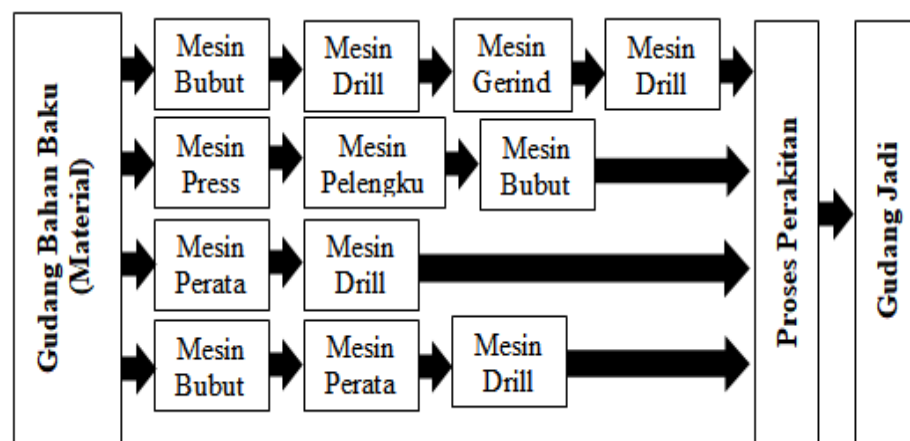 Gudang Bahan Baku
(Material)
Mesin
Bubut
Mesin
Drill
Mesin
Gerind
Mesin
Drill
Mesin
Press
Mesin
Pelengku
Mesin
Bubut
Mesin
Perata
Mesin
Drill
Mesin
Bubut
Mesin
Perata
Mesin
Drill
Proses Perakitan
Gudang Jadi